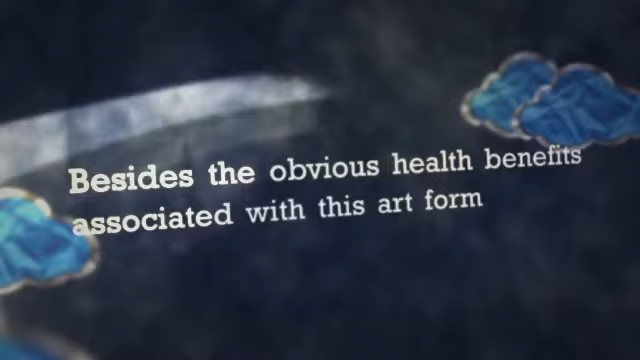 Besides the obvious health benefits
associated with this art form